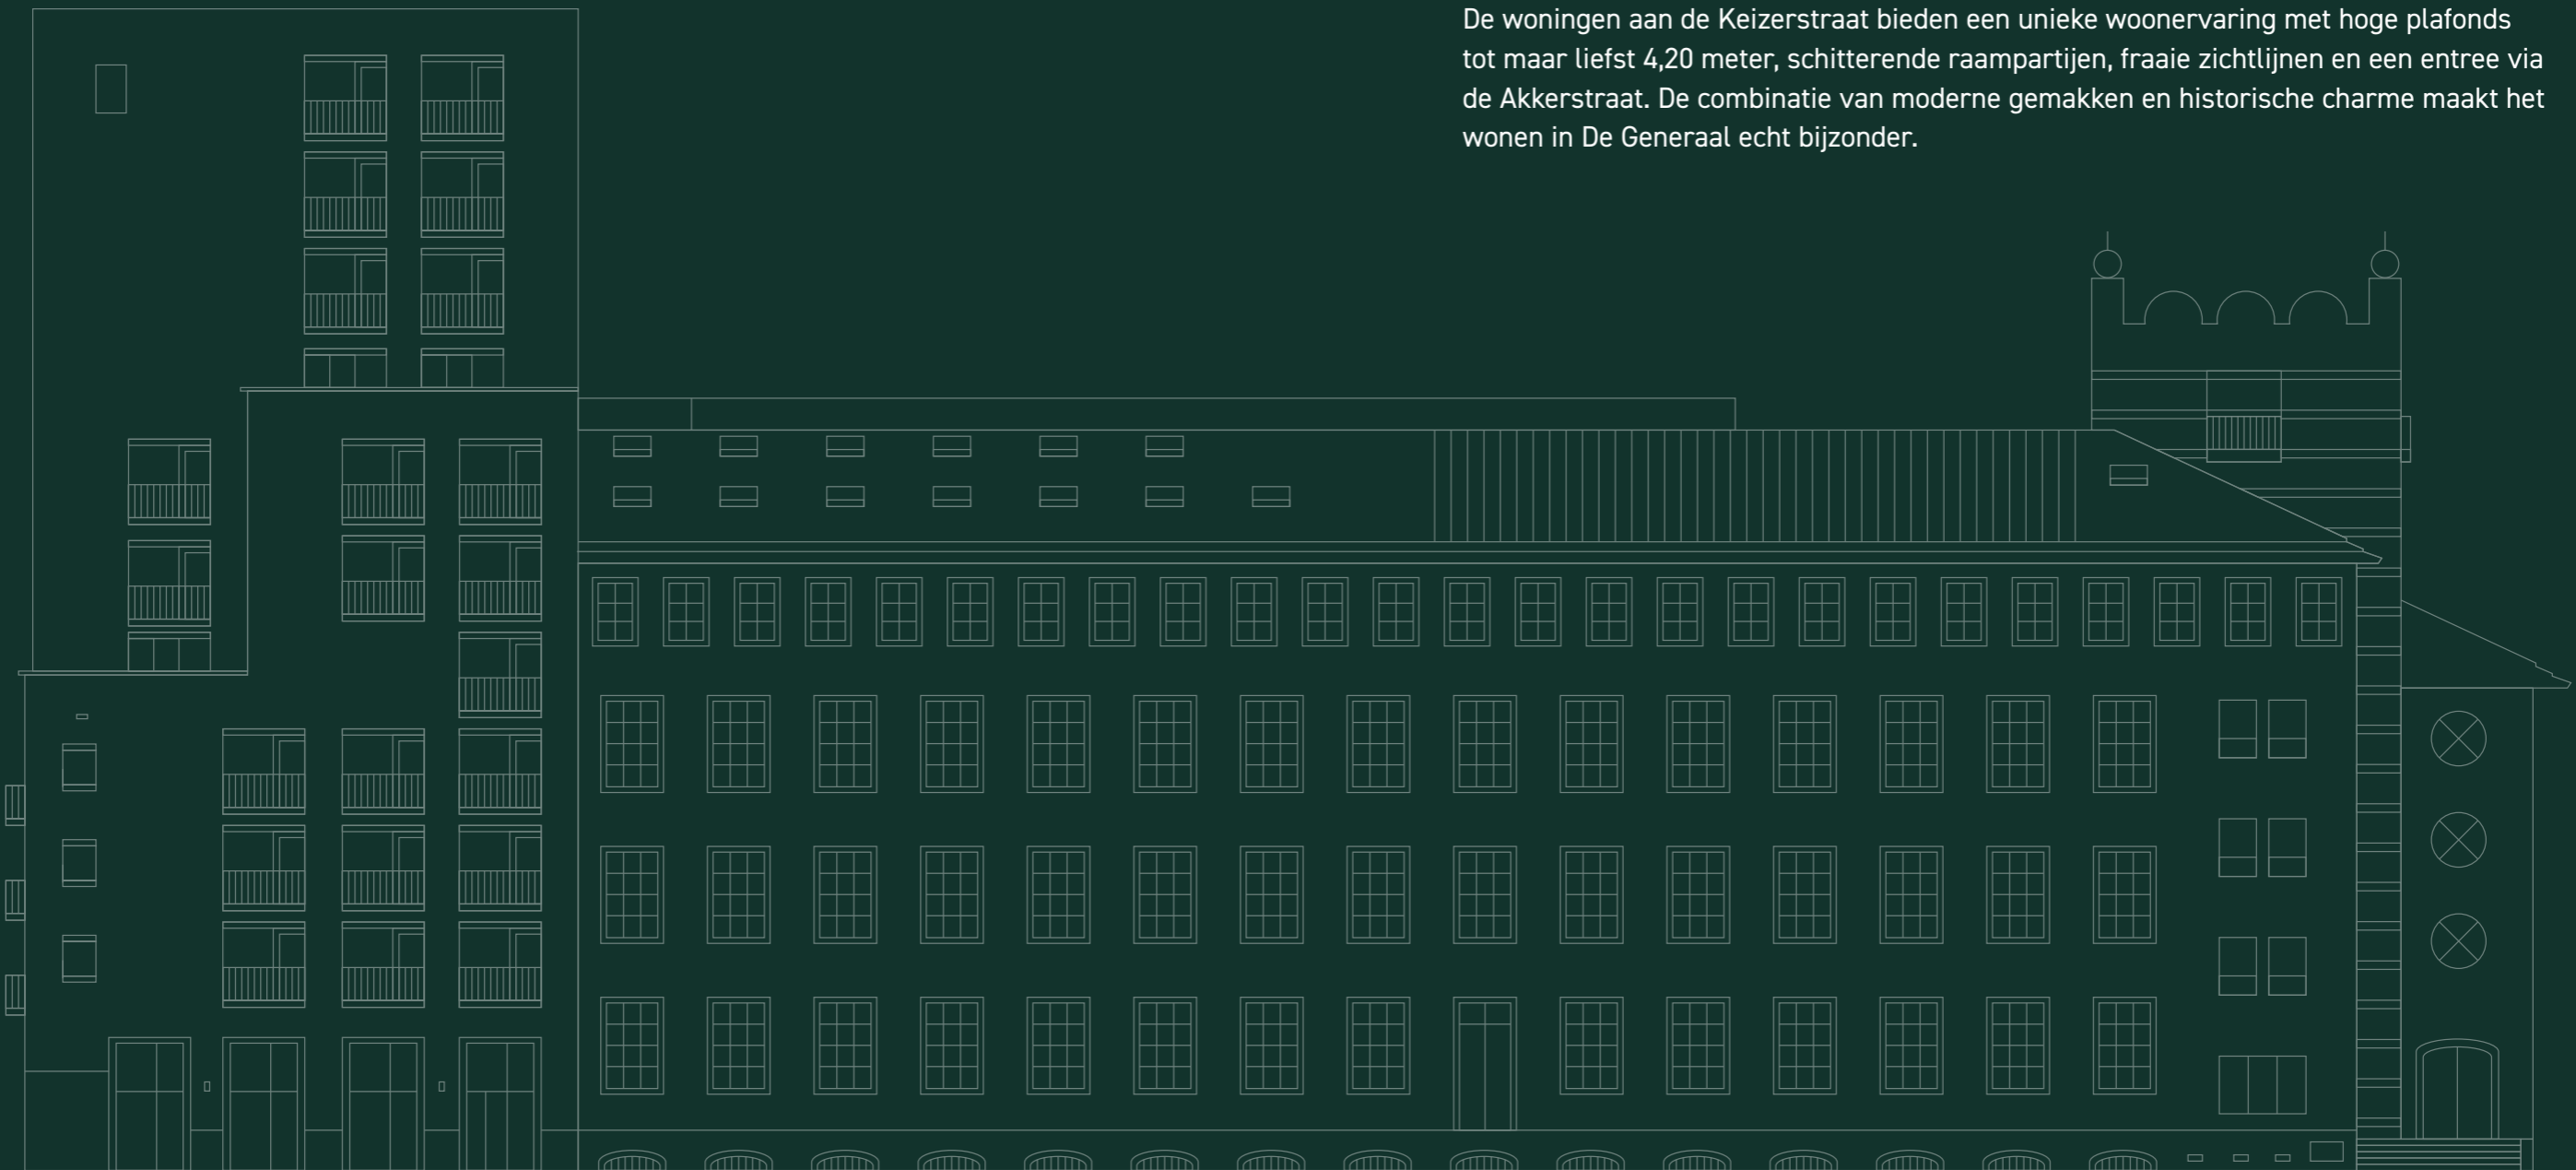 De woningen aan de Keizerstraat bieden een unieke woonervaring met hoge plafonds
tot maar liefst 4,20 meter, schitterende raampartijen, fraaie zichtlijnen en een entree via
de Akkerstraat. De combinatie van moderne gemakken en historische charme maakt het
wonen in De Generaal echt bijzonder.